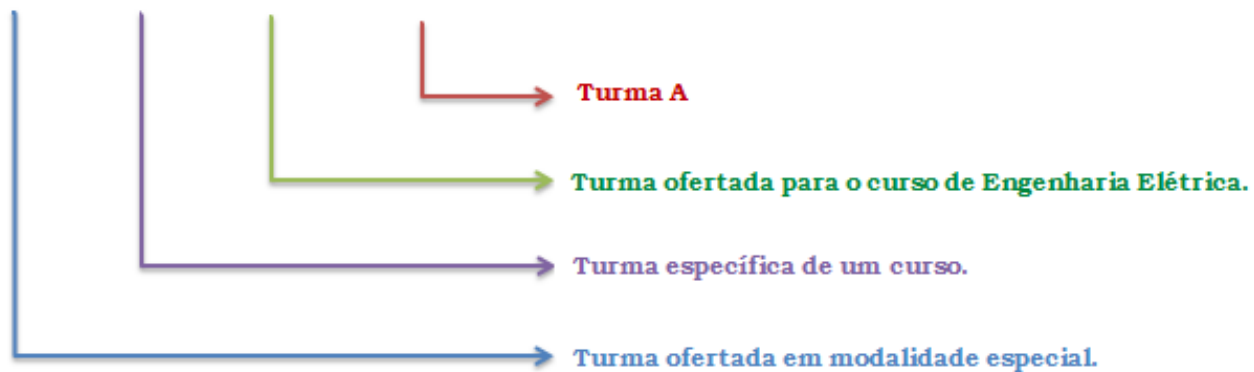 Turma A
Turma ofertada para o curso de Engenharia Elétrica.
Turma específica de um curso.
Turma ofertada em modalidade especial.